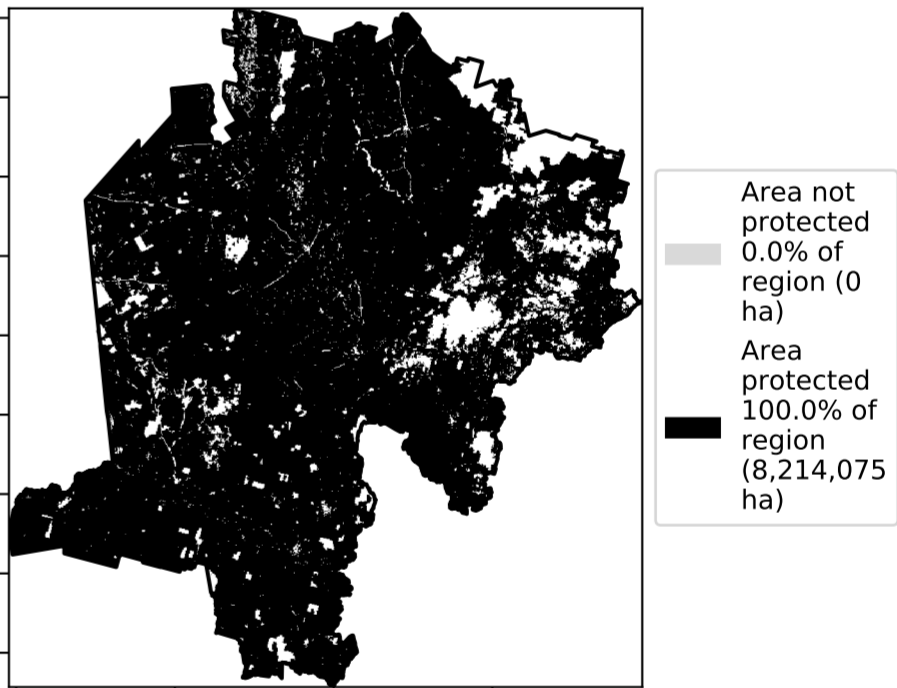 Area not
protected
0.0% of
region (0
ha)
Area
protected
100.0% of
region
(8,214,075
ha)